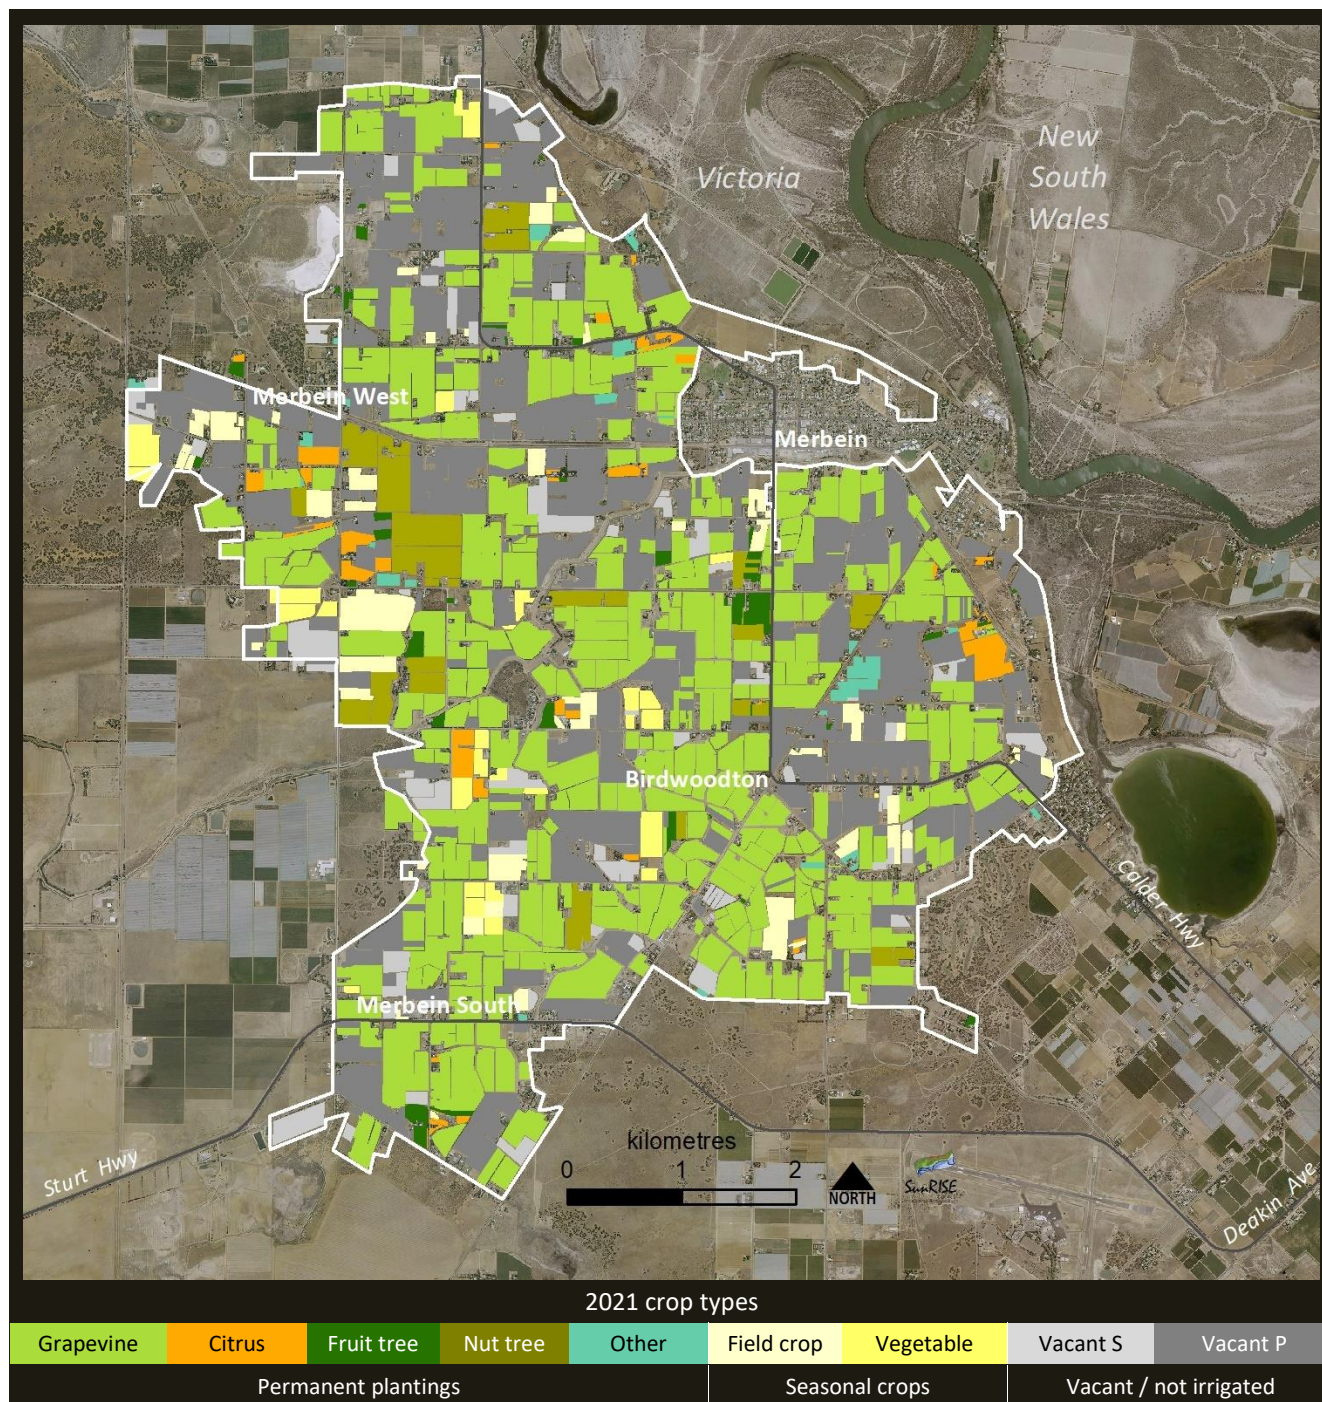 New
South
Wales
Victoria
Merbein West
Merbein
Birdwoodton
Calder Hwy
Merbein South
kilometres
0 1 2
NORTH
SunRISE
Sturt Hwy
Deakin Ave
2021 crop types
Grapevine Citrus Fruit tree Nut tree Other Field crop Vegetable Vacant S Vacant P
Permanent plantings Seasonal crops Vacant / not irrigated